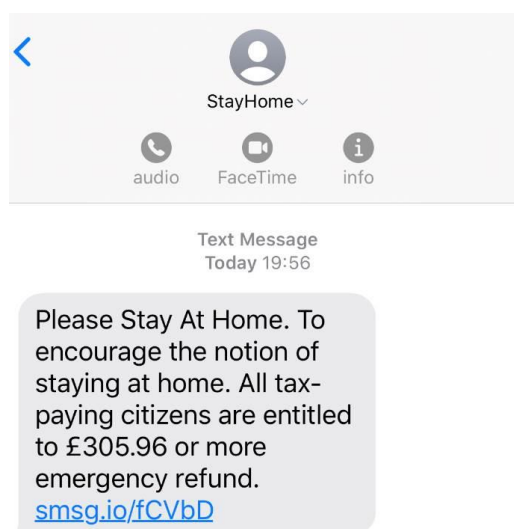 StayHome
audio FaceTime info
Text Message
Today 19:56
Please Stay At Home. To
encourage the notion of
staying at home. All tax-
paying citizens are entitled
to £305.96 or more
emergency refund.
smsg.io/fCVbD